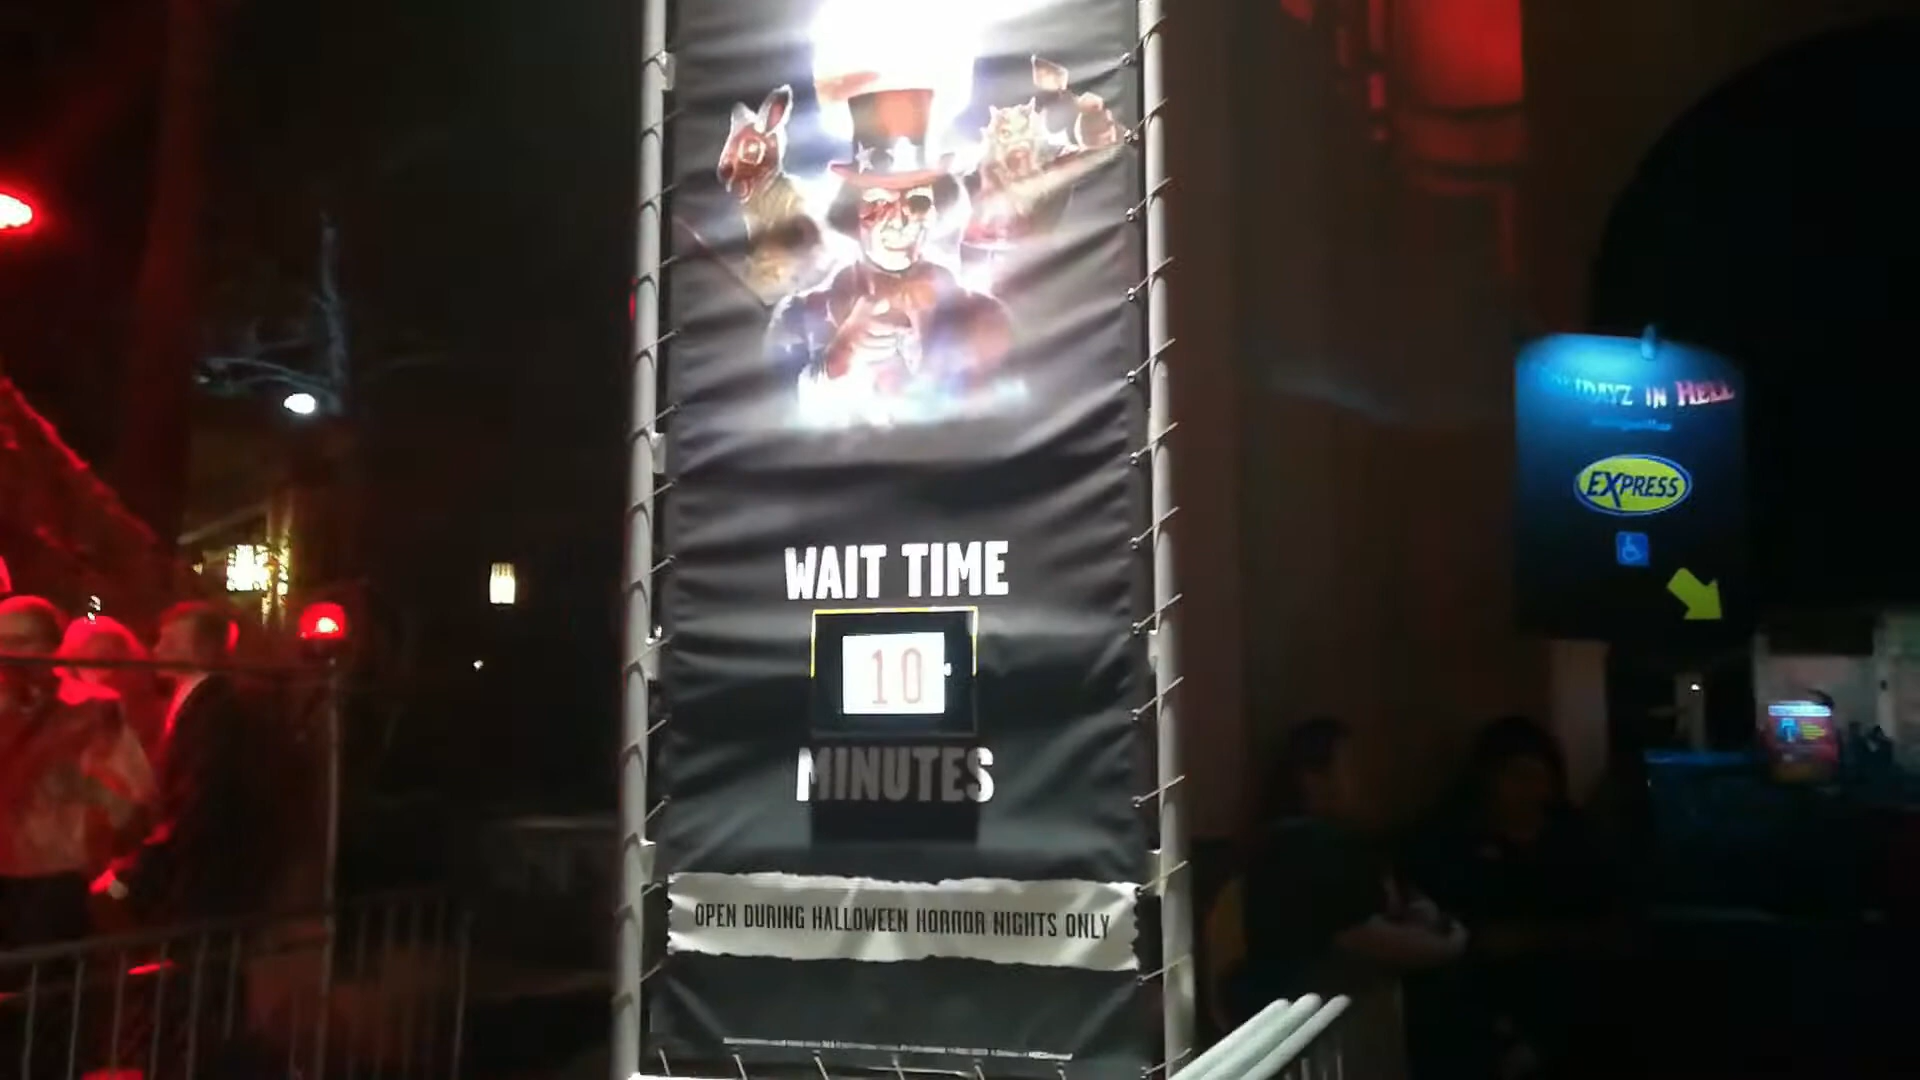 WAIT TIME
10
MINUTES
OPEN DURING HALLOWEEN HORROR NIGHTS ONLY
IN HELL
EXPRESS